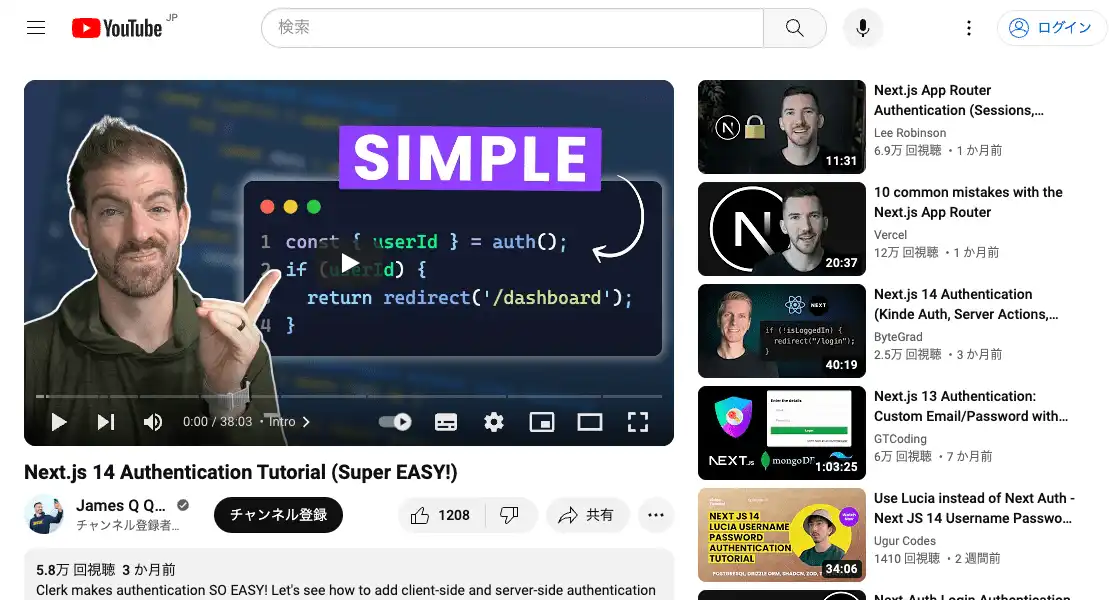 YouTube JP
検索
ログイン
SIMPLE
1 const { userId } = auth();
2 if (userId) {
return redirect('/dashboard');
4 }
0:00 / 38:03 • Intro
Next.js 14 Authentication Tutorial (Super EASY!)
James Q Q...
チャンネル登録者...
チャンネル登録
1208
共有
5.8万 回視聴 3 か月前
Clerk makes authentication SO EASY! Let's see how to add client-side and server-side authentication
11:31
Next.js App Router
Authentication (Sessions,...
Lee Robinson
6.9万 回視聴 • 1 か月前
N
20:37
10 common mistakes with the
Next.js App Router
Vercel
12万 回視聴 • 1 か月前
NEXT
if (!isLoggedIn) {
redirect("/login");
}
40:19
Next.js 14 Authentication
(Kinde Auth, Server Actions,...
ByteGrad
2.5万 回視聴 • 3 か月前
Enter the details
NEXT.JS
mongoDB
1:03:25
Next.js 13 Authentication:
Custom Email/Password with...
GTCoding
6万 回視聴 • 7 か月前
NEXT JS 14
LUCIA USERNAME
PASSWORD
AUTHENTICATION
TUTORIAL
Watch Now
34:06
Use Lucia instead of Next Auth -
Next JS 14 Username Passwo...
Ugur Codes
1410 回視聴 • 2 週間前
Next-Auth Login Authentication